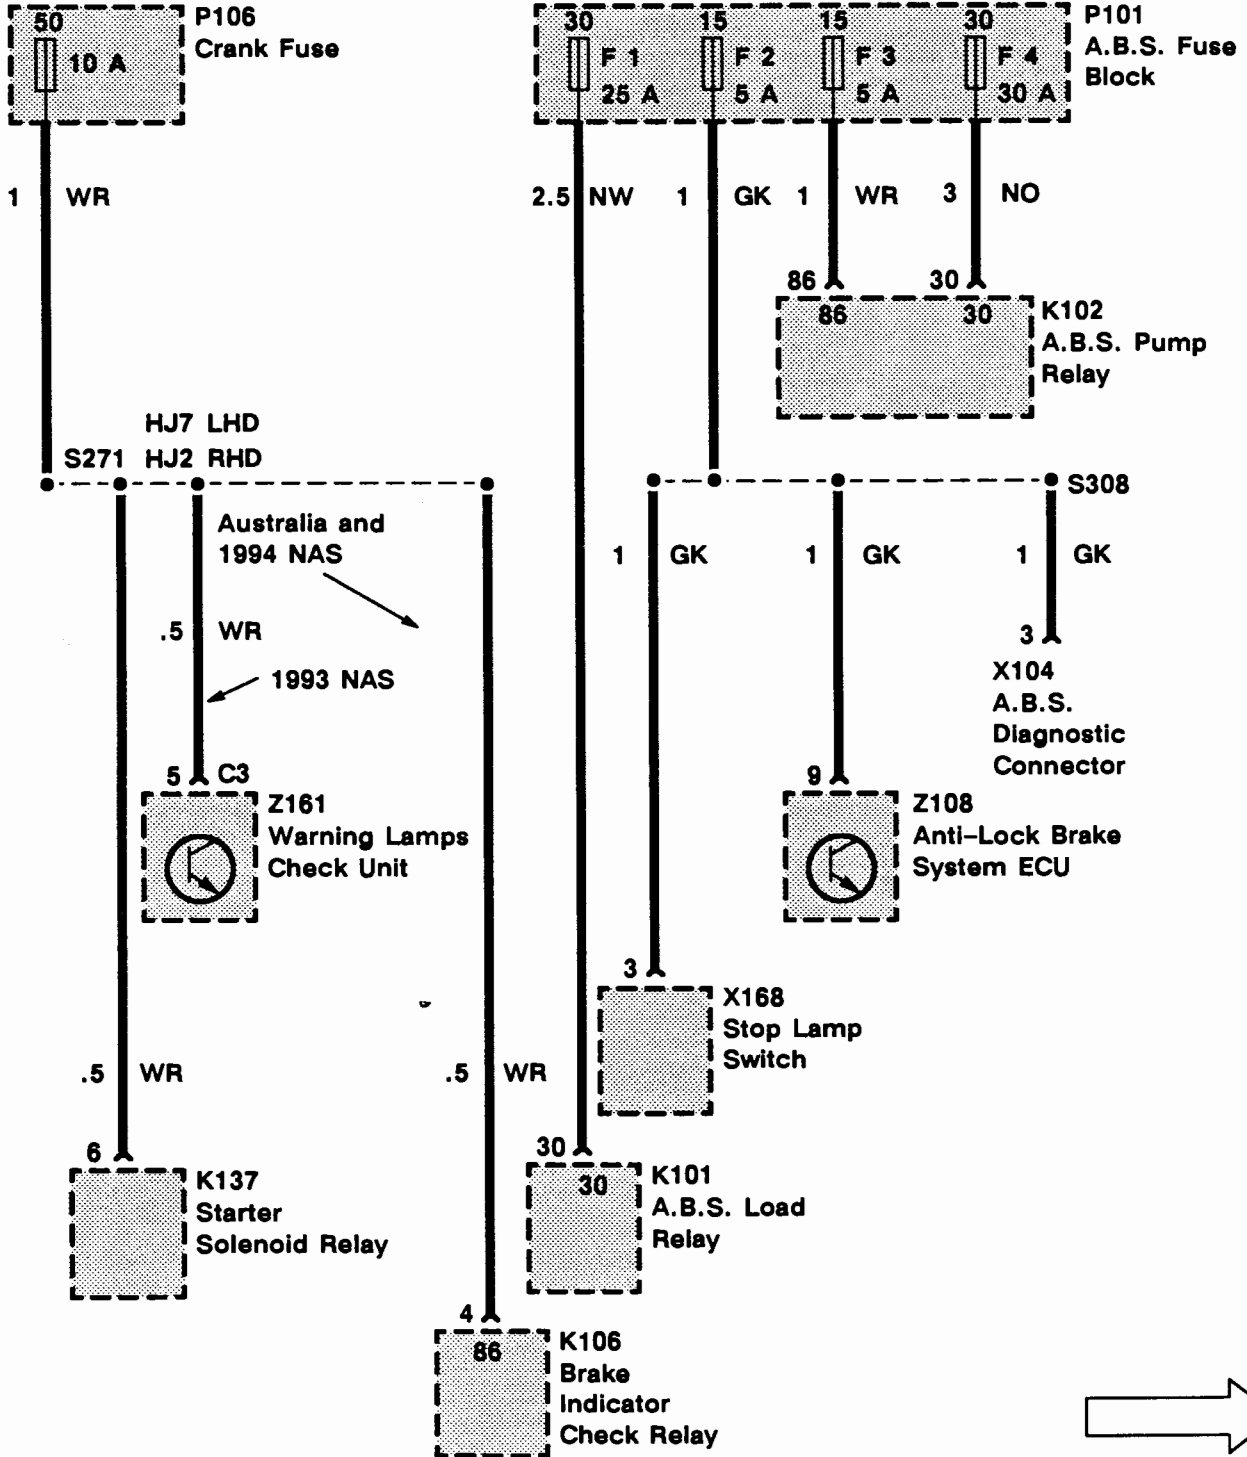 50
10 A
P106
Crank Fuse
30
15
15
30
F 1
F 2
F 3
F 4
25 A
5 A
5 A
30 A
P101
A.B.S. Fuse
Block
1
WR
2.5
NW
1
GK
1
WR
3
NO
86
30
86
30
K102
A.B.S. Pump
Relay
HJ7 LHD
S271 HJ2 RHD
S308
Australia and
1994 NAS
1
GK
1
GK
1
GK
.5
WR
1993 NAS
3
X104
A.B.S.
Diagnostic
Connector
5
C3
Z161
Warning Lamps
Check Unit
9
Z108
Anti-Lock Brake
System ECU
3
X168
Stop Lamp
Switch
.5
WR
.5
WR
6
K137
Starter
Solenoid Relay
30
30
K101
A.B.S. Load
Relay
4
86
K106
Brake
Indicator
Check Relay